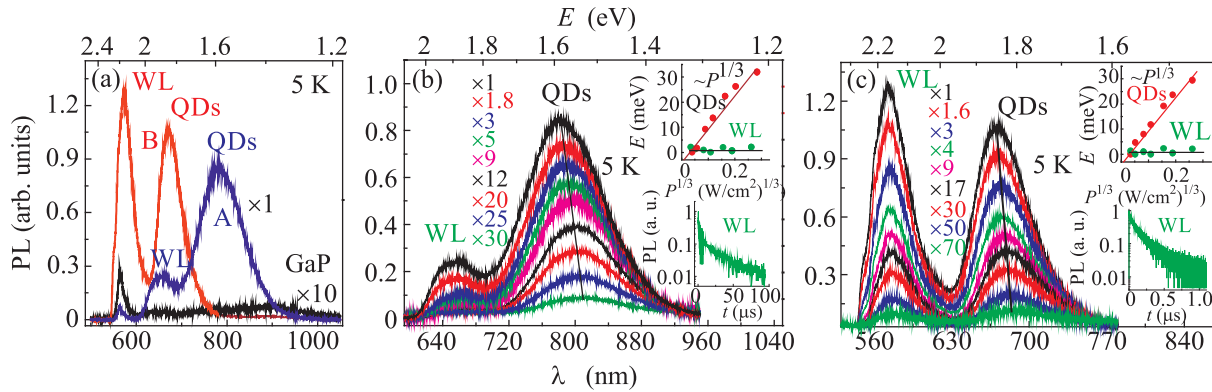 E (eV)
2.4 2 1.6 1.2
(a) WL 5 K
QDs
B QDs
A ×1
WL GaP
×10
PL (arb. units)
1.2
0.9
0.6
0.3
0
600 800 1000
2 1.8 1.6 1.4 1.2
(b) QDs
1.0
0.8
0.6
0.4
0.2
0
×1
×1.8
×3
×5
×9
×12
×20
×25
×30
WL
5 K
E (meV)
30
20
10
0
~P^1/3
QDs
WL
0 0.2
P^1/3 (W/cm²)^1/3
PL (a. u.)
1
0.1
0.01
WL
0 50 100
t (μs)
640 720 800 880 960 1040
λ (nm)
2.2 2 1.8 1.6
(c) WL QDs
1.2
0.9
0.6
0.3
×1
×1.6
×3
×4
×9
×17
×30
×50
×70
5 K
E (meV)
30
20
10
0
~P^1/3
QDs
WL
0 0.2
P^1/3 (W/cm²)^1/3
PL (a. u.)
1
0.1
0.01
WL
0 0.5 1.0
t (μs)
560 630 700 770 840